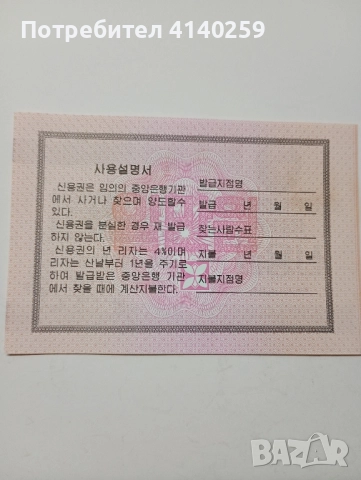 Потребител 4140259
사용설명서
신용권은 임의의 중앙은행기관
에서 사거나 찾으며 양도할수
있다.
신용권을 분실한 경우 재 발급
하지 않는다.
신용권의 년 리자는 4%이며
리자는 산날부터 1년을 주기로
하여 발급받은 중앙은행 기관
에서 찾을 때에 계산지불한다.
발급지점명
발급 년 월 일
찾는사람수표
지불 년 월 일
지불지점명
BAZAR
bg